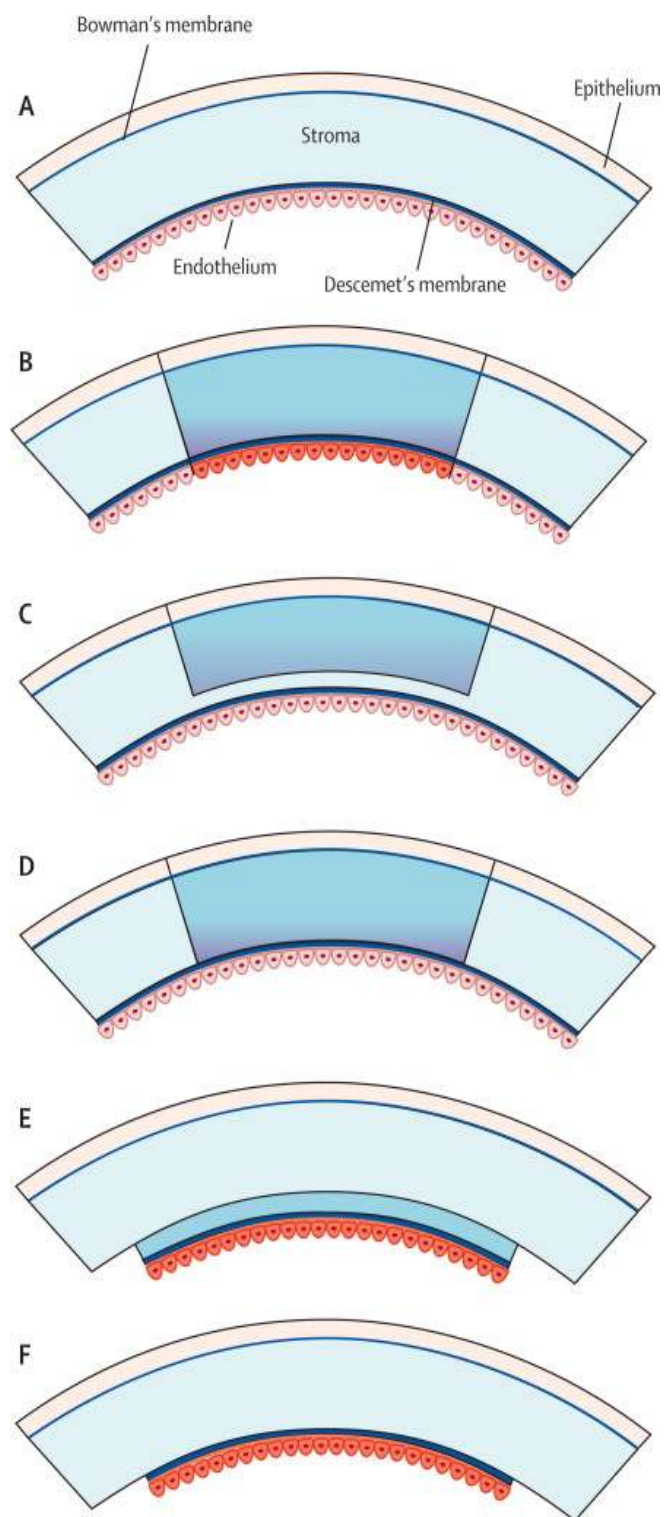 Bowman's membrane
Epithelium
A
Stroma
Endothelium
Descemet's membrane
B
C
D
E
F